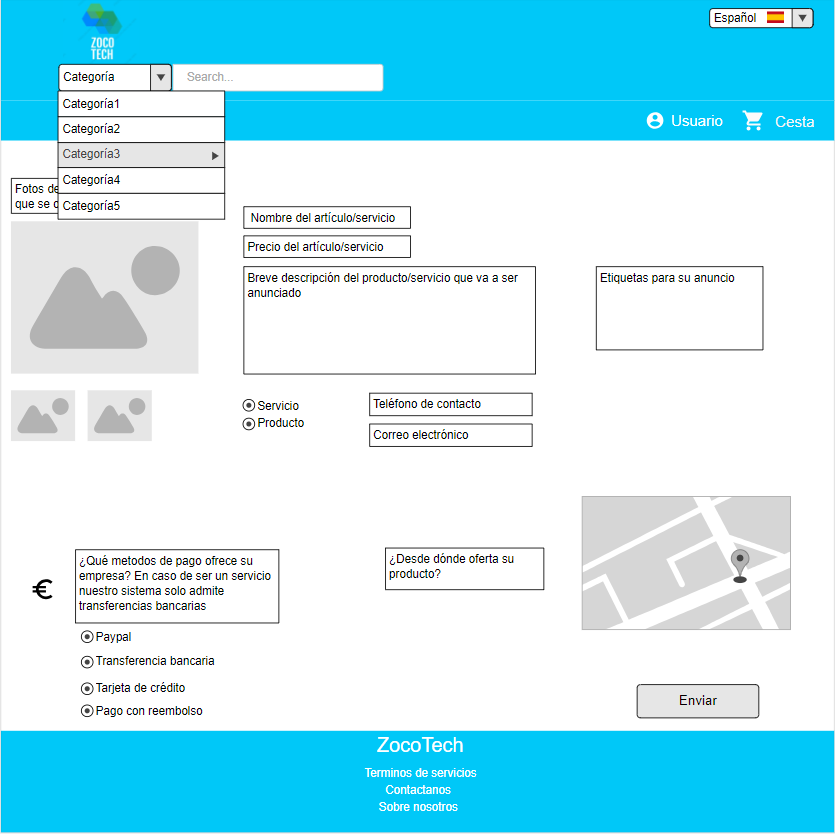 Español
ZOCO
TECH
Categoría
Search...
Categoría1
Categoría2
Categoría3
Categoría4
Categoría5
Usuario
Cesta
Fotos
que se
Nombre del artículo/servicio
Precio del artículo/servicio
Breve descripción del producto/servicio que va a ser
anunciado
Etiquetas para su anuncio
Servicio
Producto
Teléfono de contacto
Correo electrónico
€
¿Qué metodos de pago ofrece su
empresa? En caso de ser un servicio
nuestro sistema solo admite
transferencias bancarias
Paypal
Transferencia bancaria
Tarjeta de crédito
Pago con reembolso
¿Desde dónde oferta su
producto?
Enviar
ZocoTech
Terminos de servicios
Contactanos
Sobre nosotros